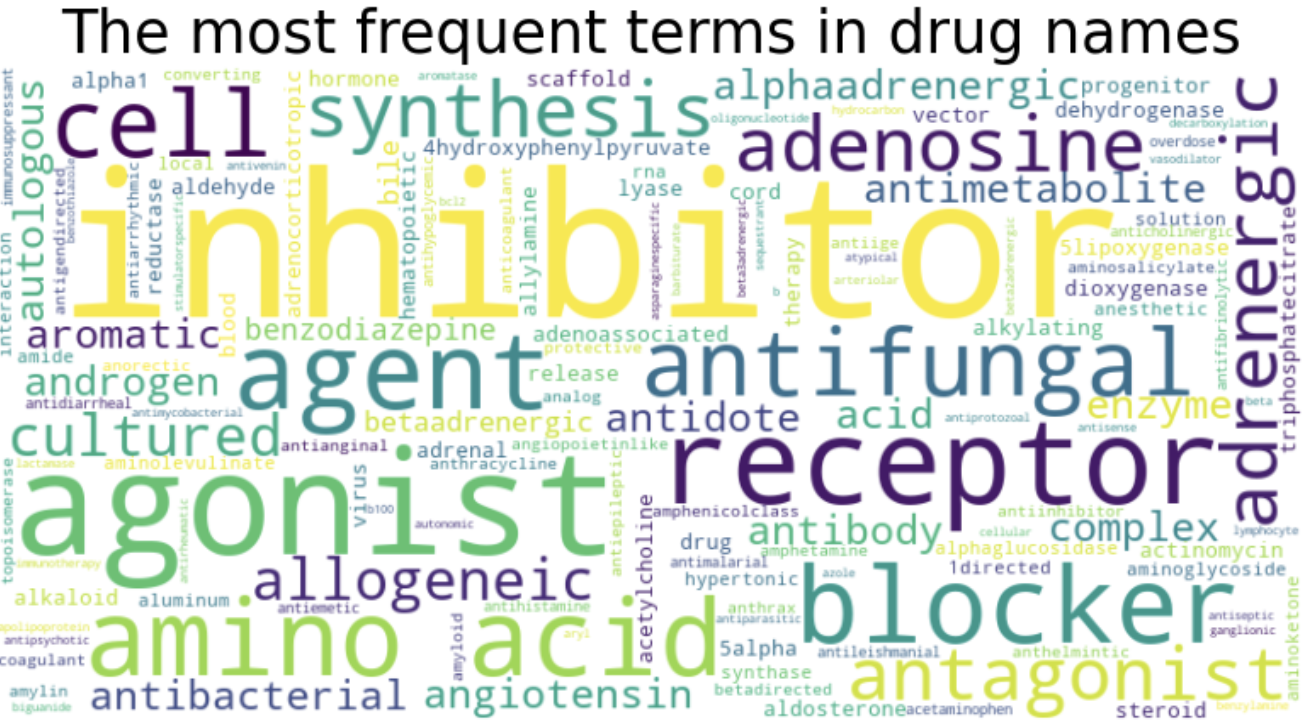 The most frequent terms in drug names
immunosuppressant
alpha1
converting
hormone
aromatase
scaffold
alphaadrenergic
progenitor
cell
synthesis
autologous
adrenocorticotropic
oligonucleotide
hydrocarbon
vector
dehydrogenase
decarboxylation
adenosine
adrenergic
4hydroxyphenylpyruvate
overdose
vasodilator
local
antivenin
bile
benzothiazole
antigendirected
antiarrhythmic
reductase
aldehyde
stimulatorspecific
hematopoietic
antihypoglycemic
bcl2
anticoagulant
allylamine
rna
lyase
cord
antimetabolite
inhibitor
asparaginespecific
barbiturate
beta3adrenergic
sequestrant
therapy
antiige
atypical
arteriolar
beta2adrenergic
solution
anticholinergic
5lipoxygenase
aminosalicylate
dioxygenase
anesthetic
antifibrinolytic
triphosphatecitrate
interaction
blood
aromatic
benzodiazepine
adenoassociated
alkylating
amide
anorectic
agent
protective
antifungal
androgen
release
analog
antidiarrheal
antimycobacterial
betaadrenergic
antidote
acid
antiprotozoal
enzyme
beta
antisense
cultured
antianginal
adrenal
angiopoietinlike
receptor
lactamase
aminolevulinate
anthracycline
topoisomerase
agonist
virus
lb100
autonomic
antirheumatic
antiepileptic
acetylcholine
amphenicolclass
antiinhibitor
antibody
cellular
complex
lymphocyte
immunotherapy
drug
amphetamine
alphaglucosidase
actinomycin
allogeneic
antimalarial
1directed
aminoglycoside
hypertonic
azole
blocker
alkaloid
aluminum
antiemetic
antihistamine
anthrax
antiparasitic
antiseptic
ganglionic
aminoketone
apolipoprotein
antipsychotic
amino acid
amyloid
aryl
5alpha
antileishmanial
anthelmintic
coagulant
synthase
antagonist
amylin
biguanide
antibacterial
angiotensin
betadirected
aldosterone
acetaminophen
steroid
benzylamine